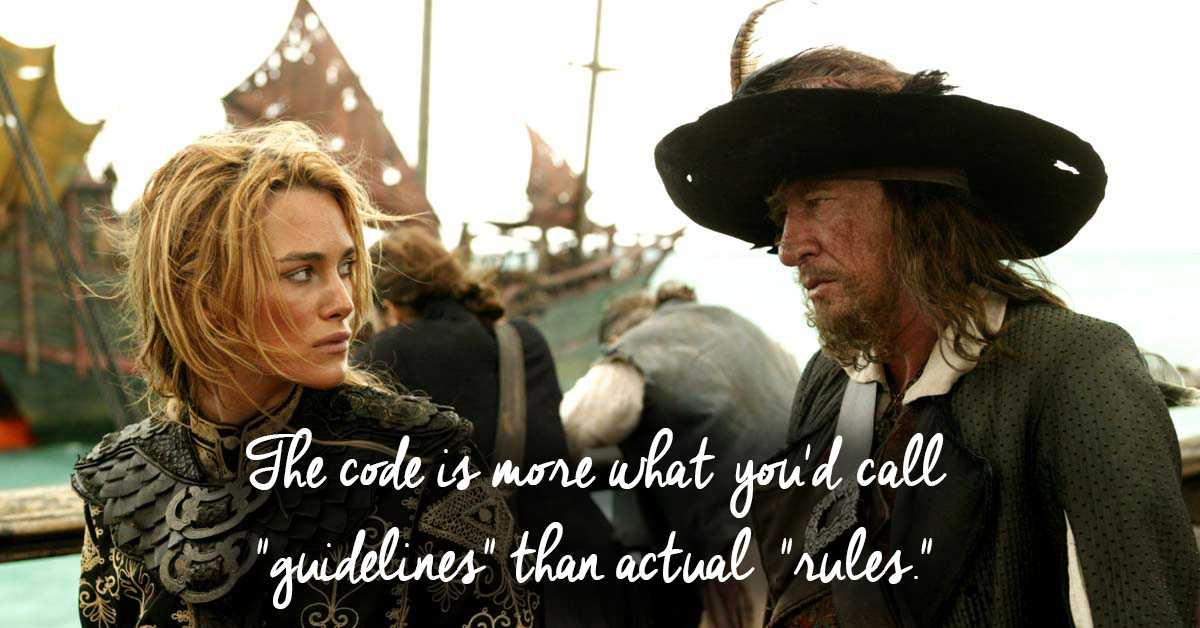 The code is more what you'd call
"guidelines" than actual "rules."